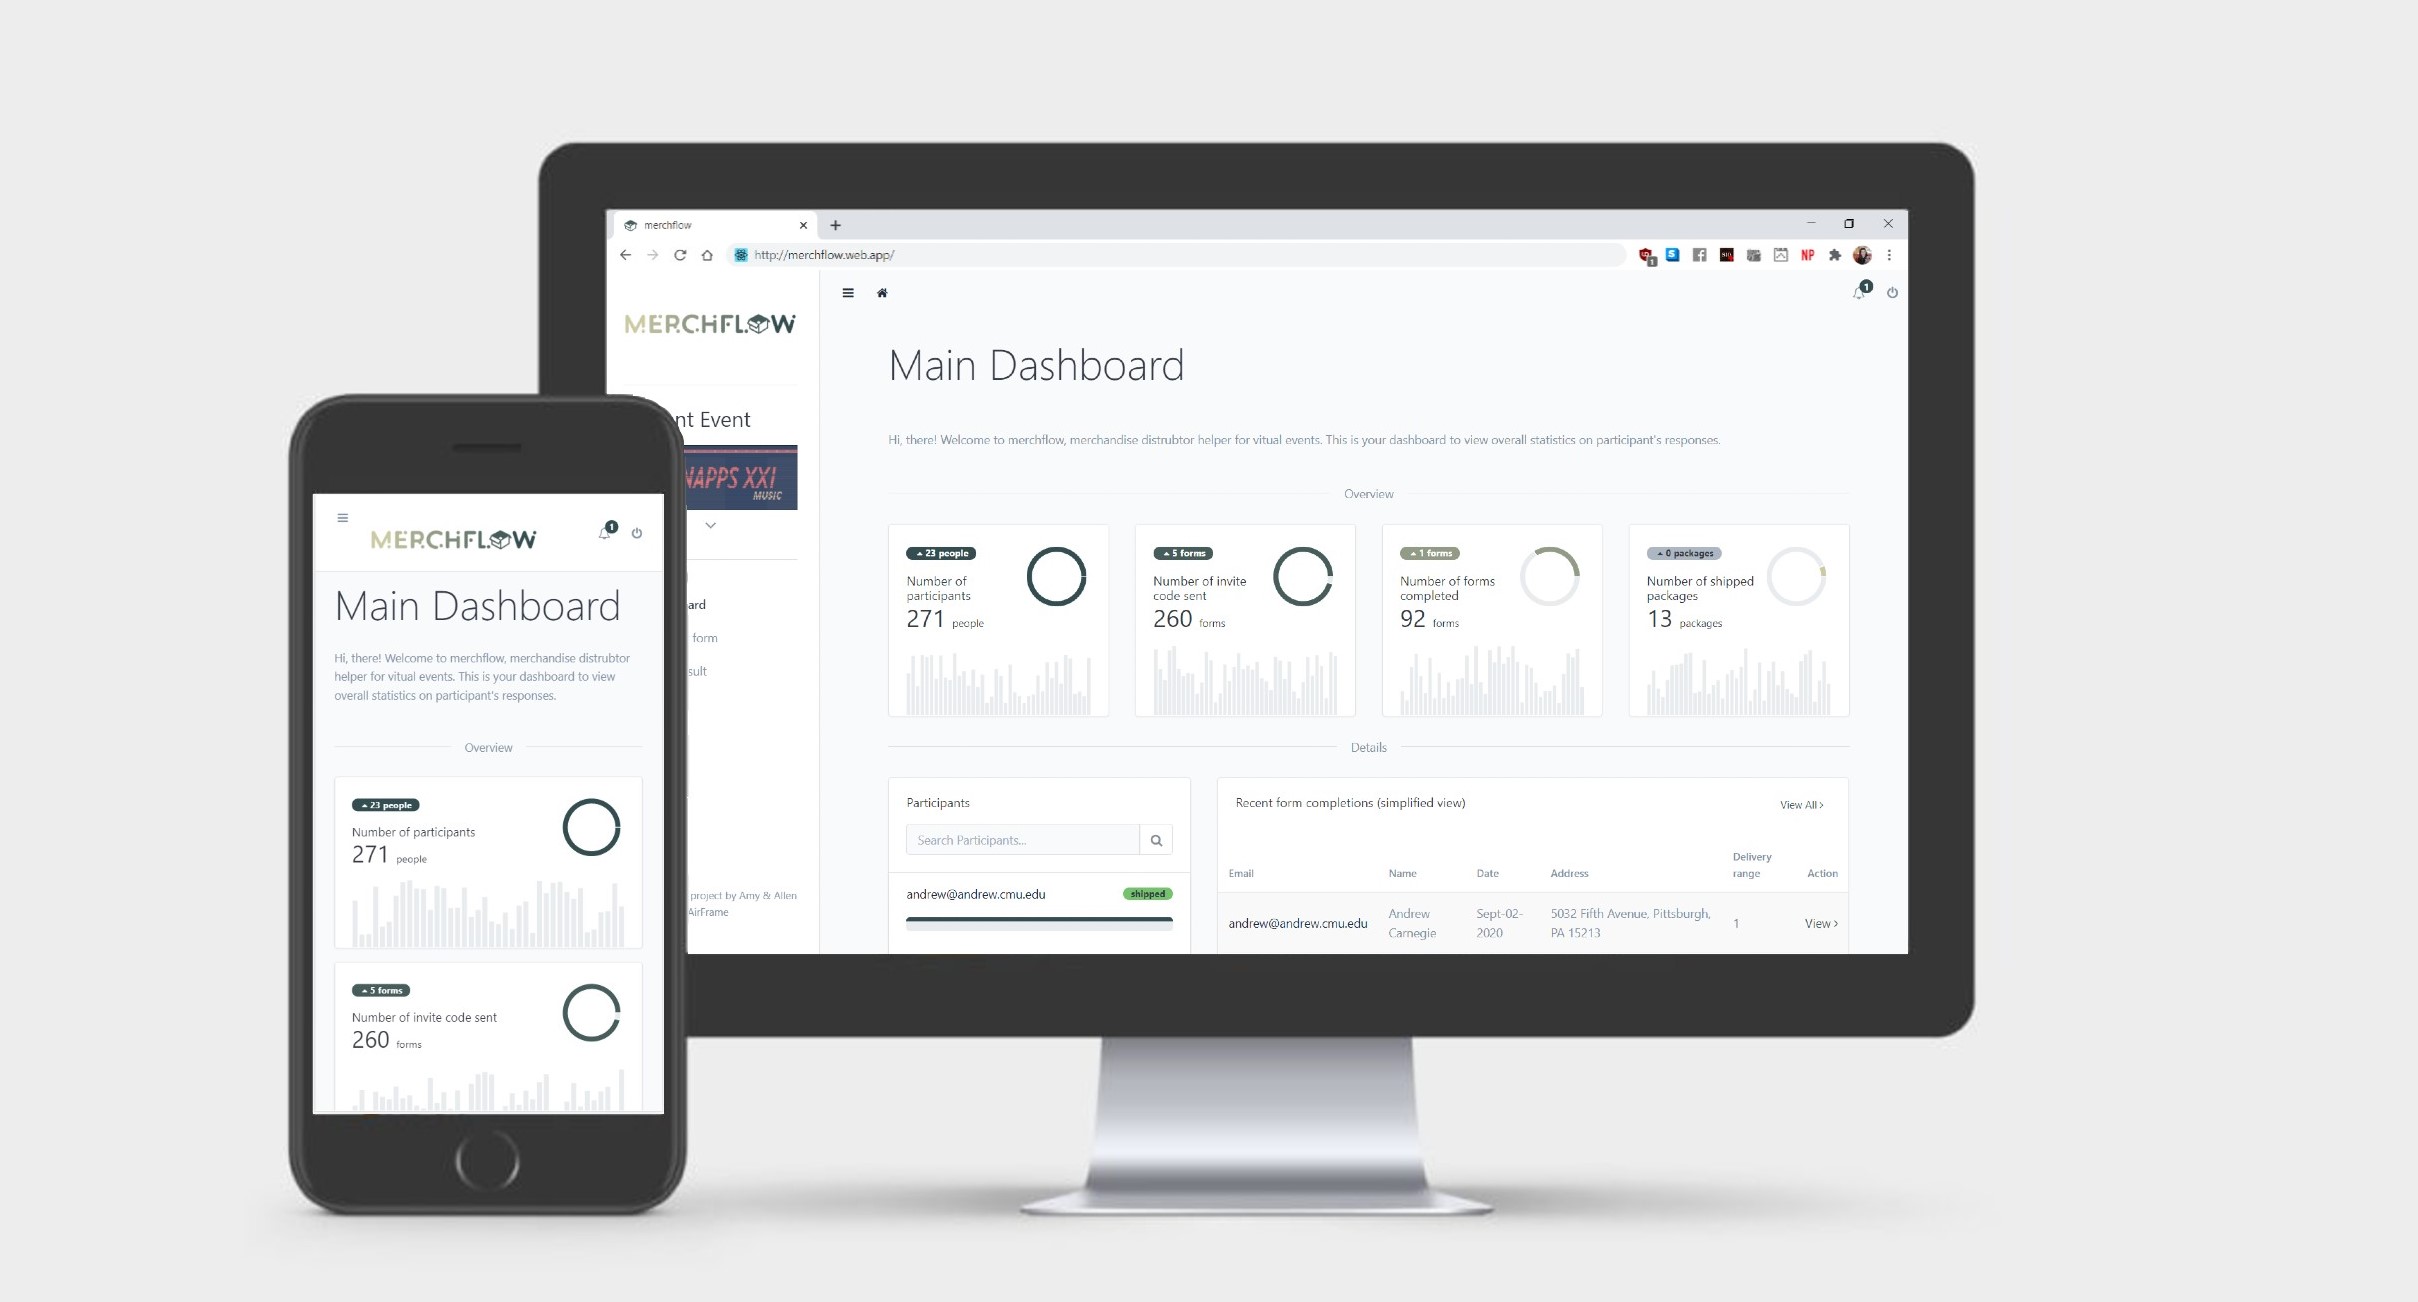 merchflow
http://merchflow.web.app/
NP
1
MERCHFLOW
1
Main Dashboard
nt Event
Hi, there! Welcome to merchflow, merchandise distrubtor helper for vitual events. This is your dashboard to view overall statistics on participant's responses.
NAPPS XXI
MUSIC
Overview
23 people
Number of
participants
271 people
5 forms
Number of invite
code sent
260 forms
1 forms
Number of forms
completed
92 forms
0 packages
Number of shipped
packages
13 packages
ard
form
sult
project by Amy & Allen
AirFrame
Details
Participants
Search Participants...
andrew@andrew.cmu.edu shipped
Recent form completions (simplified view)
View All
Email Name Date Address Delivery
range Action
andrew@andrew.cmu.edu Andrew
Carnegie Sept-02-
2020 5032 Fifth Avenue, Pittsburgh,
PA 15213 1 View
MERCHFLOW
1
Main Dashboard
Hi, there! Welcome to merchflow, merchandise distrubtor
helper for vitual events. This is your dashboard to view
overall statistics on participant's responses.
Overview
23 people
Number of participants
271 people
5 forms
Number of invite code sent
260 forms